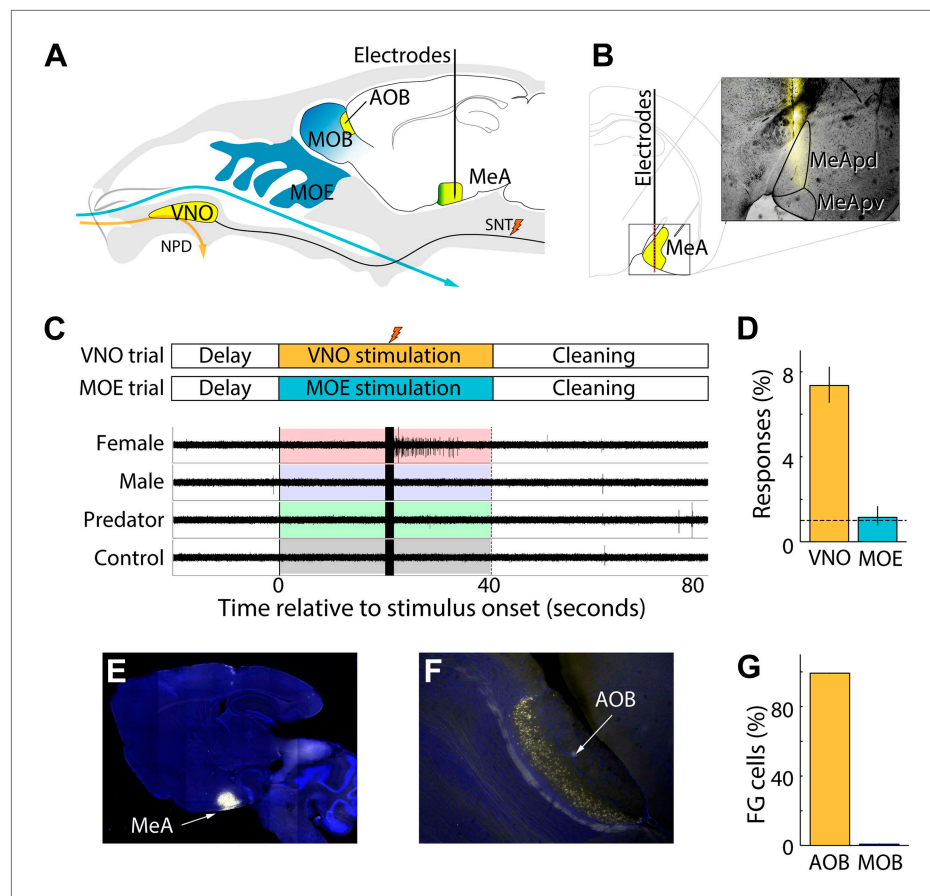 A
Electrodes
AOB
MOB
MOE
MeA
VNO
NPD
SNT
B
Electrodes
MeA
MeApd
MeApv
C
VNO trial
Delay
VNO stimulation
Cleaning
MOE trial
Delay
MOE stimulation
Cleaning
Female
Male
Predator
Control
0
40
80
Time relative to stimulus onset (seconds)
D
Responses (%)
8
4
0
VNO MOE
E
MeA
F
AOB
G
FG cells (%)
80
40
0
AOB MOB